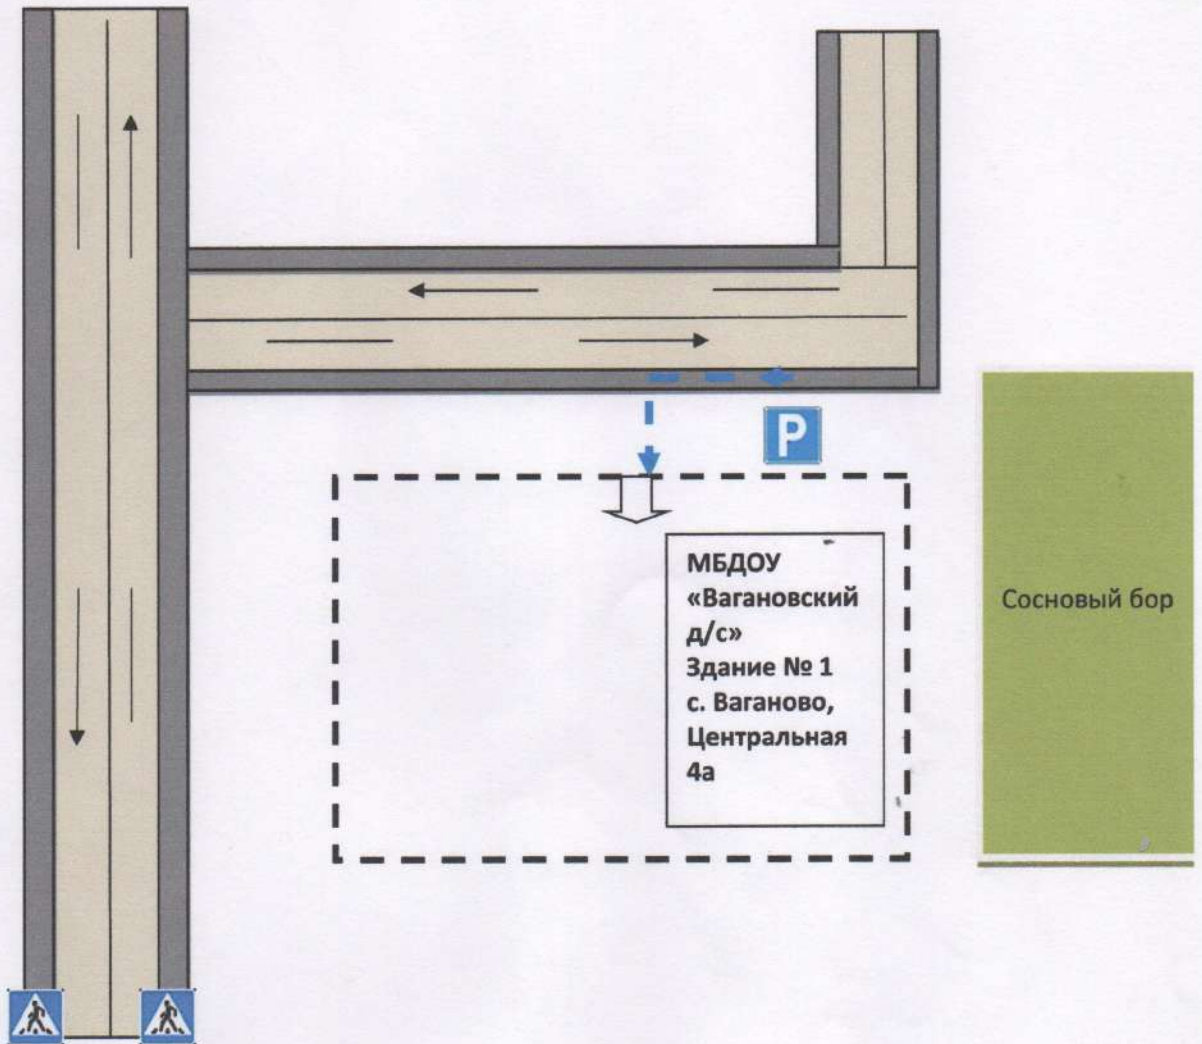 P
МБДОУ
«Вагановский
д/с»
Здание № 1
с. Ваганово,
Центральная
4а
Сосновый бор